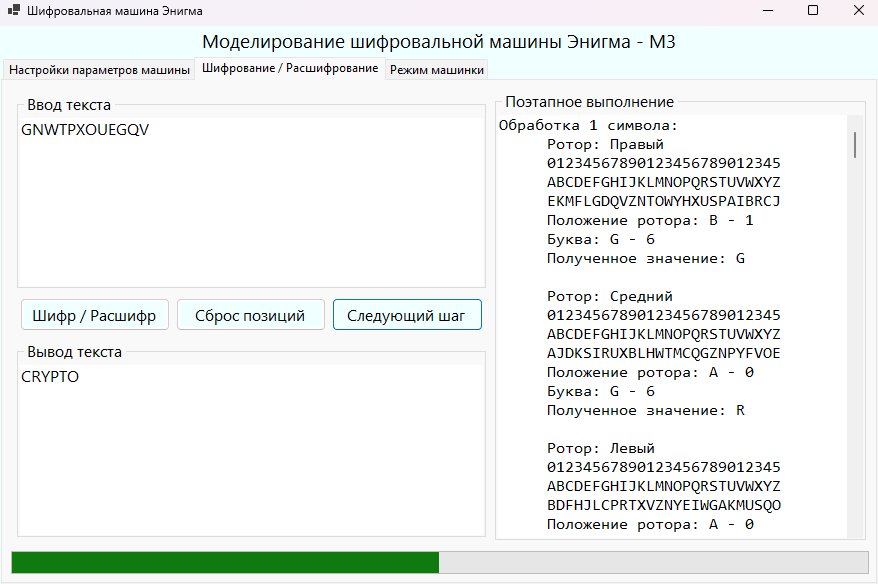 Шифровальная машина Энигма
Моделирование шифровальной машины Энигма - М3
Настройки параметров машины
Шифрование / Расшифрование
Режим машинки
Ввод текста
GNWTPXOUEGQV
Шифр / Расшифр
Сброс позиций
Следующий шаг
Вывод текста
CRYPTO
Поэтапное выполнение
Обработка 1 символа:
Ротор: Правый
01234567890123456789012345
ABCDEFGHIJKLMNOPQRSTUVWXYZ
EKMFLGDQVZNTOWYHXUSPAIBRCJ
Положение ротора: B - 1
Буква: G - 6
Полученное значение: G
Ротор: Средний
01234567890123456789012345
ABCDEFGHIJKLMNOPQRSTUVWXYZ
AJDKSIRUXBLHWTMCQGZNPYFVOE
Положение ротора: A - 0
Буква: G - 6
Полученное значение: R
Ротор: Левый
01234567890123456789012345
ABCDEFGHIJKLMNOPQRSTUVWXYZ
BDFHJLCPRTXVZNYEIWGAKMUSQO
Положение ротора: A - 0